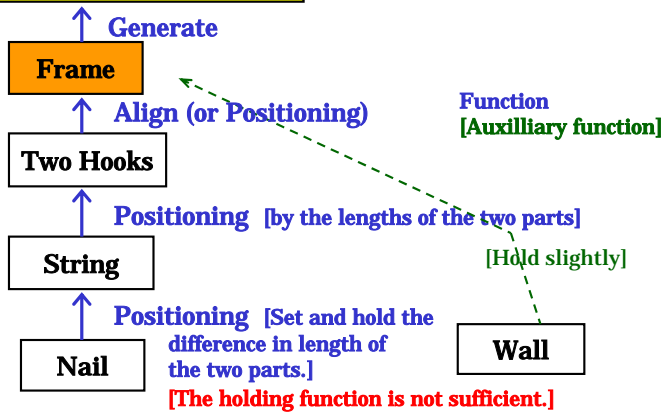 Generate
Frame
Align (or Positioning)
Function
[Auxilliary function]
Two Hooks
Positioning [by the lengths of the two parts]
String
[Hold slightly]
Positioning [Set and hold the
difference in length of
the two parts.]
Nail
Wall
[The holding function is not sufficient.]